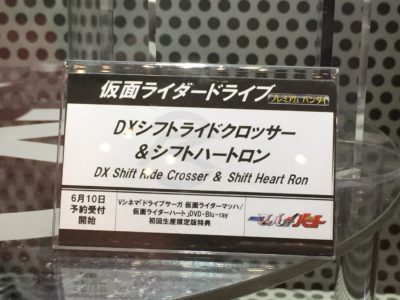 仮面ライダードライブ
プレミアム バンダイ
DXシフトライドクロッサー
&シフトハートロン
DX Shift Ride Crosser & Shift Heart Ron
6月10日
予約受付
開始
Vシネマ「ドライブサーガ 仮面ライダーマッハ/
仮面ライダーハート」DVD・Blu-ray
初回生産限定版特典